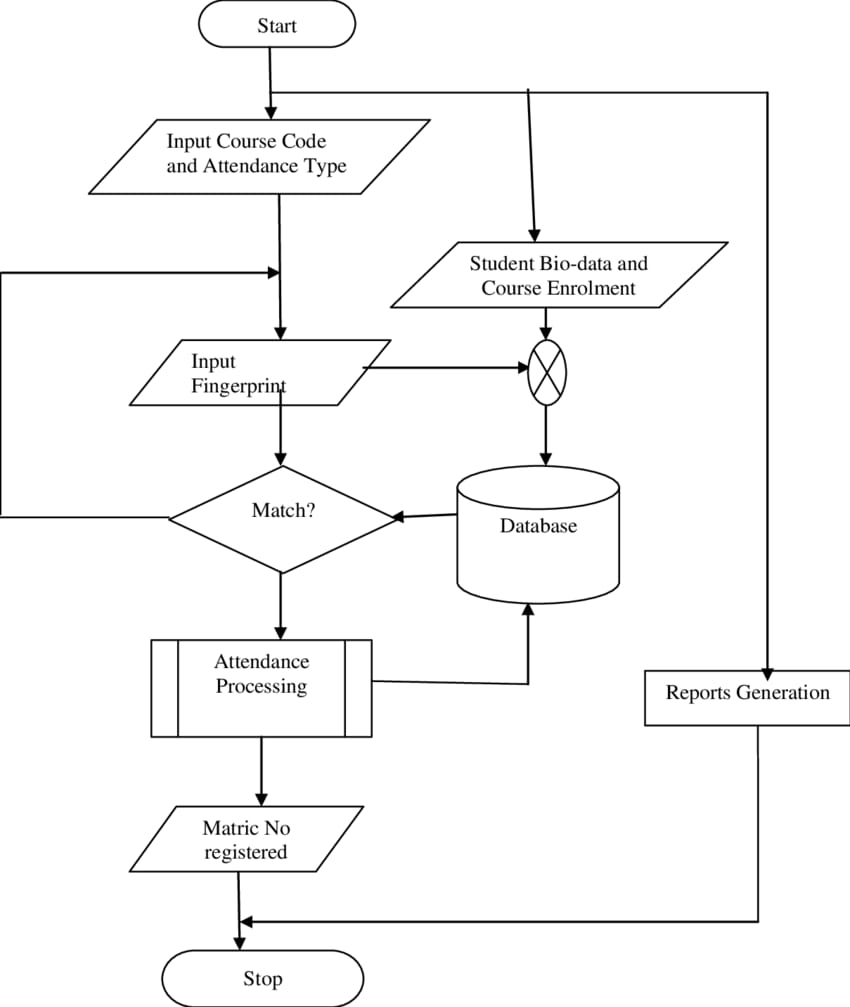 Start
Input Course Code
and Attendance Type
Student Bio-data and
Course Enrolment
Input
Fingerprint
Match?
Database
Attendance
Processing
Reports Generation
Matric No
registered
Stop